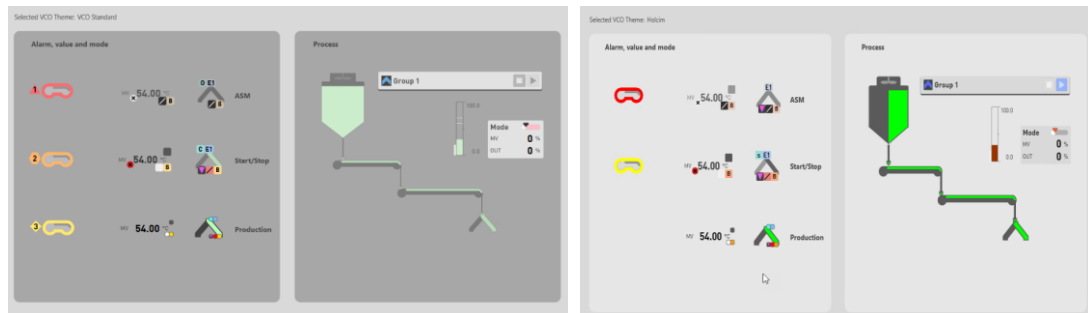 Selected VCO Theme: VCO Standard
Alarm, value and mode
1
MV 54.00 °C
B
O E1
B
ASM
2
MV 54.00 °C
B
C E1
B
Start/Stop
3
MV 54.00 °C
Production
Process
Group 1
100.0
0.0
Mode
MV 0 %
OUT 0 %
Selected VCO Theme: Holcim
Alarm, value and mode
MV 54.00 °C
B
E1
B
ASM
MV 54.00 °C
B
s E1
B
Start/Stop
MV 54.00 °C
Production
Process
Group 1
100.0
0.0
Mode
MV 0 %
OUT 0 %